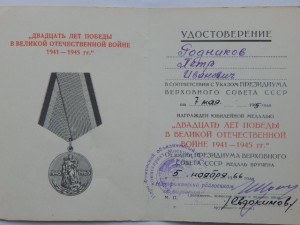 „ДВАДЦАТЬ ЛЕТ ПОБЕДЫ
В ВЕЛИКОЙ ОТЕЧЕСТВЕННОЙ ВОЙНЕ
1941—1945 гг.“
УДОСТОВЕРЕНИЕ
Родников
Петр
Иванович
В СООТВЕТСТВИИ С УКАЗОМ ПРЕЗИДИУМА
ВЕРХОВНОГО СОВЕТА СССР
от 7 мая 1965 года
НАГРАЖДЕН ЮБИЛЕЙНОЙ МЕДАЛЬЮ
„ДВАДЦАТЬ ЛЕТ ПОБЕДЫ
В ВЕЛИКОЙ ОТЕЧЕСТВЕННОЙ
ВОЙНЕ 1941—1945 гг.“
ОТ ИМЕНИ ПРЕЗИДИУМА ВЕРХОВНОГО
СОВЕТА СССР МЕДАЛЬ ВРУЧЕНА
5 ноября 66
М. П.
/Евдокимов/